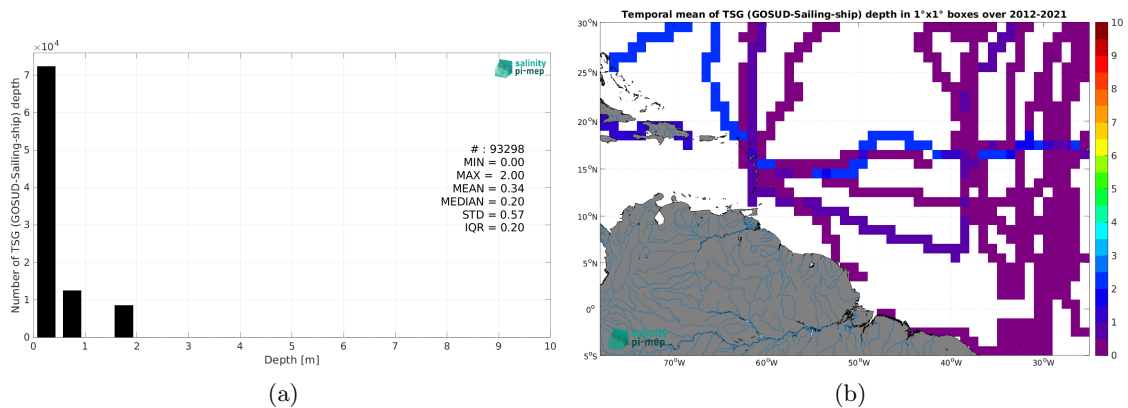 ×10⁴
7
6
5
4
3
2
1
0
Number of TSG (GOSUD-Sailing-ship) depth
salinity
pi-mep
# : 93298
MIN = 0.00
MAX = 2.00
MEAN = 0.34
MEDIAN = 0.20
STD = 0.57
IQR = 0.20
0 1 2 3 4 5 6 7 8 9 10
Depth [m]
(a)
Temporal mean of TSG (GOSUD-Sailing-ship) depth in 1°x1° boxes over 2012-2021
30°N
25°N
20°N
15°N
10°N
5°N
0°
5°S
70°W 60°W 50°W 40°W 30°W
salinity
pi-mep
10
9
8
7
6
5
4
3
2
1
0
(b)